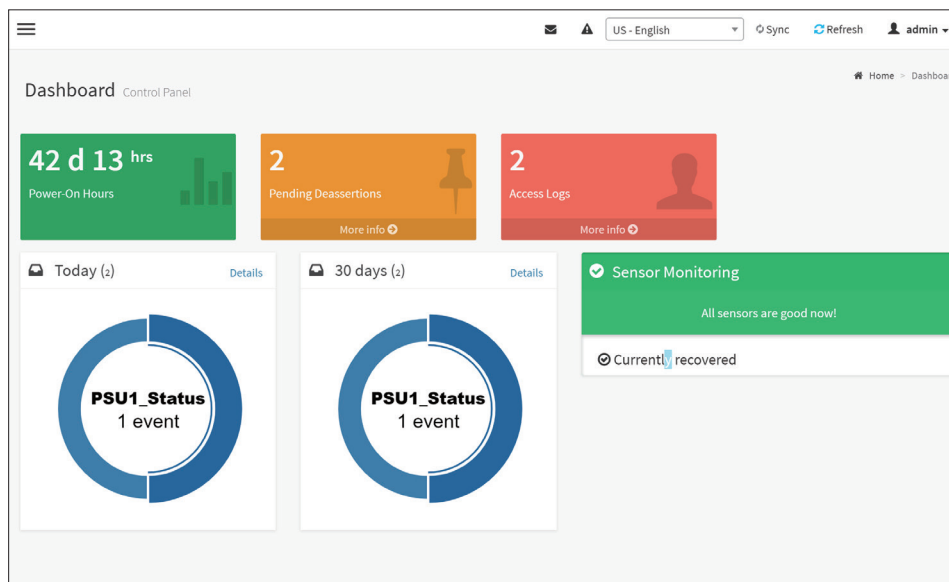 US - English
Sync
Refresh
admin
Home > Dashboa
Dashboard Control Panel
42 d 13 hrs
Power-On Hours
2
Pending Deassertions
More info
2
Access Logs
More info
Today (2)
Details
PSU1_Status
1 event
30 days (2)
Details
PSU1_Status
1 event
Sensor Monitoring
All sensors are good now!
Currently recovered